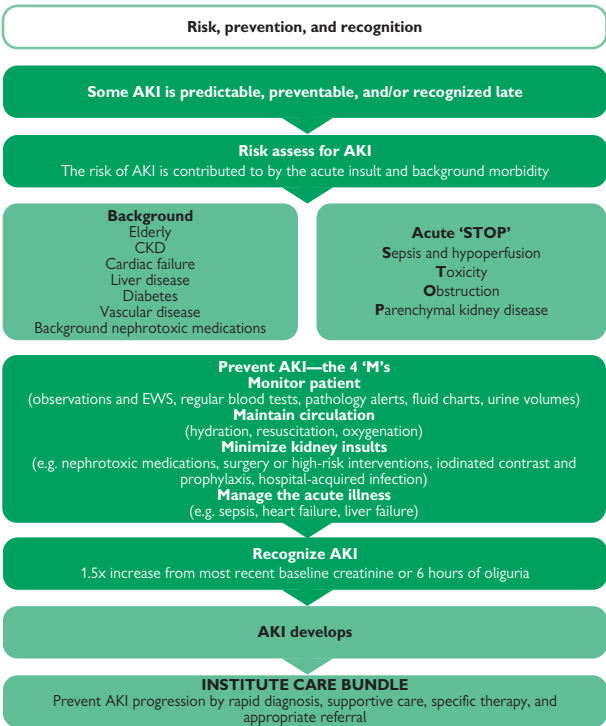 Risk, prevention, and recognition
Some AKI is predictable, preventable, and/or recognized late
Risk assess for AKI
The risk of AKI is contributed to by the acute insult and background morbidity
Background
Elderly
CKD
Cardiac failure
Liver disease
Diabetes
Vascular disease
Background nephrotoxic medications
Acute ‘STOP’
Sepsis and hypoperfusion
Toxicity
Obstruction
Parenchymal kidney disease
Prevent AKI—the 4 ‘M’s
Monitor patient
(observations and EWS, regular blood tests, pathology alerts, fluid charts, urine volumes)
Maintain circulation
(hydration, resuscitation, oxygenation)
Minimize kidney insults
(e.g. nephrotoxic medications, surgery or high-risk interventions, iodinated contrast and
prophylaxis, hospital-acquired infection)
Manage the acute illness
(e.g. sepsis, heart failure, liver failure)
Recognize AKI
1.5x increase from most recent baseline creatinine or 6 hours of oliguria
AKI develops
INSTITUTE CARE BUNDLE
Prevent AKI progression by rapid diagnosis, supportive care, specific therapy, and
appropriate referral